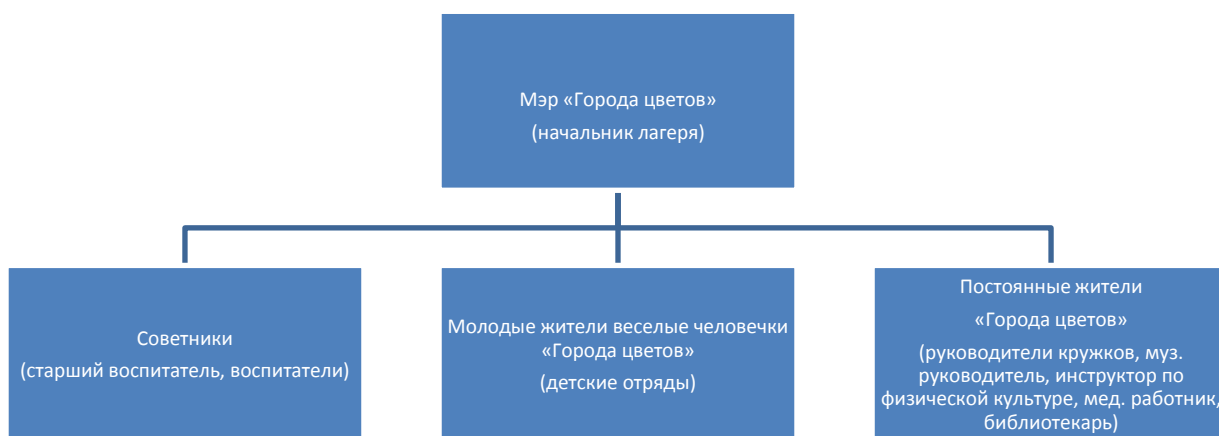 Мэр «Города цветов»
(начальник лагеря)
Советники
(старший воспитатель, воспитатели)
Молодые жители веселые человечки
«Города цветов»
(детские отряды)
Постоянные жители
«Города цветов»
(руководители кружков, муз.
руководитель, инструктор по
физической культуре, мед. работник,
библиотекарь)